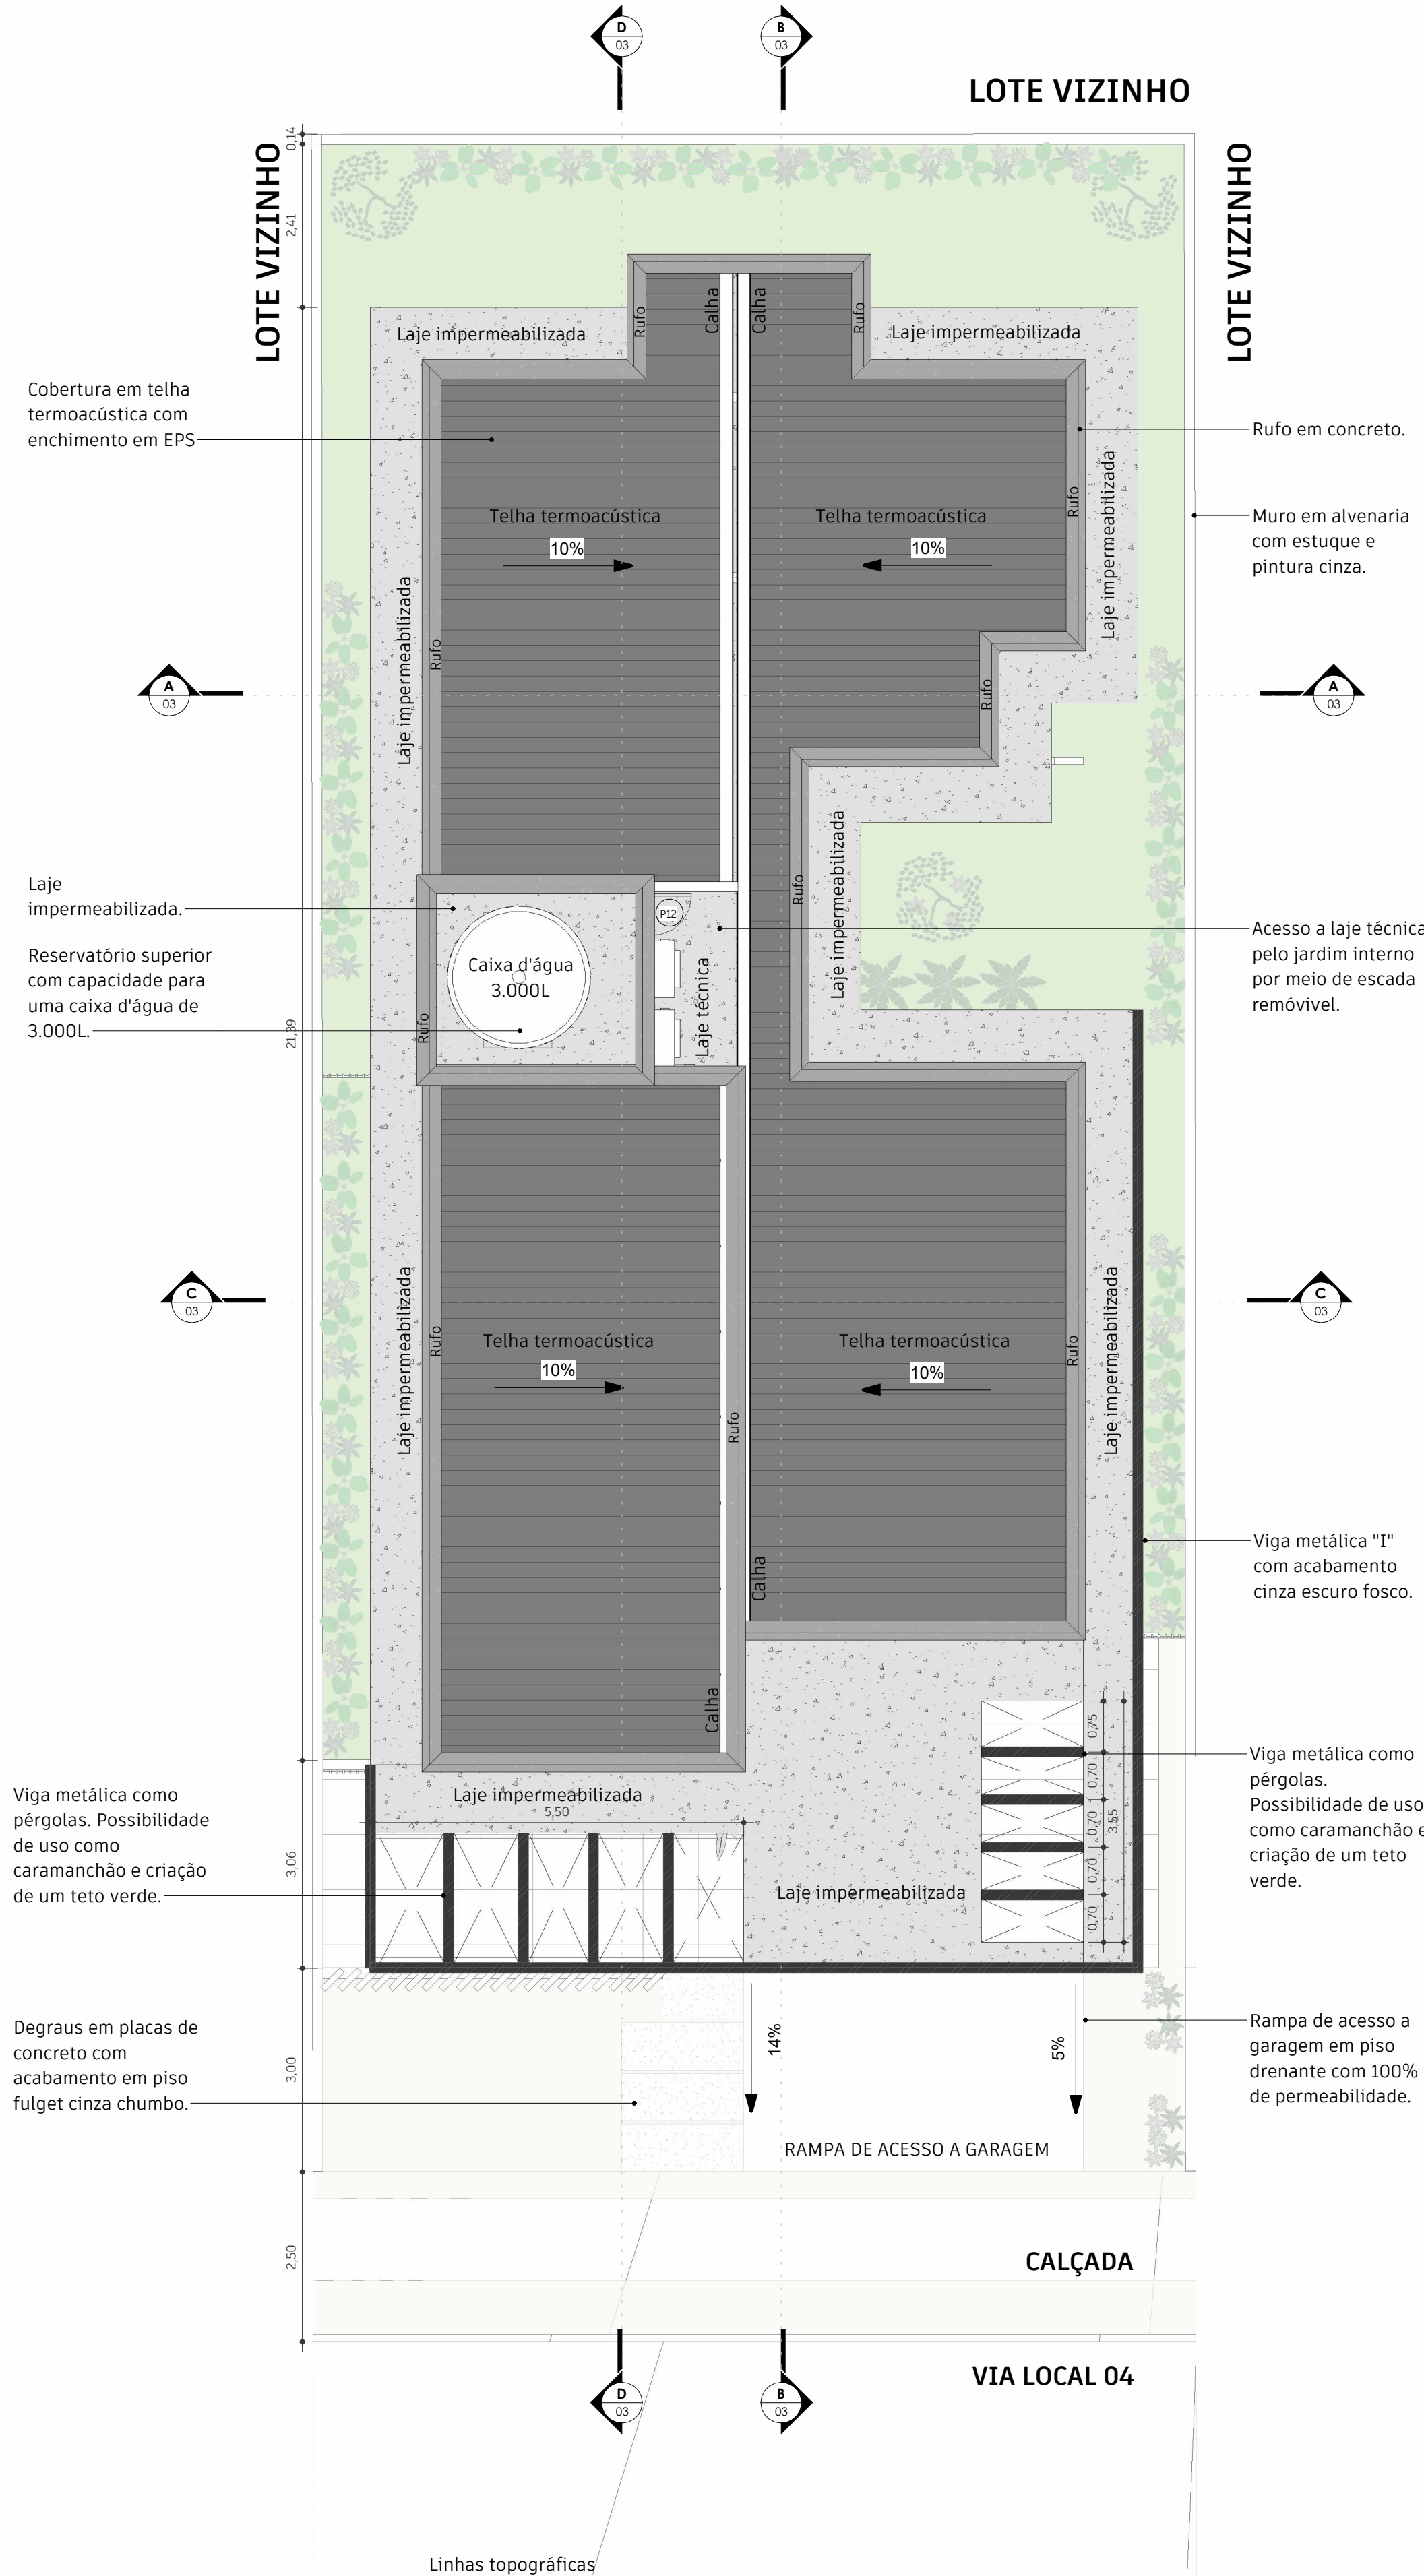 D
03
B
03
LOTE VIZINHO
LOTE VIZINHO
LOTE VIZINHO
0,14
2,41
Rufo
Calha
Calha
Rufo
Laje impermeabilizada
Laje impermeabilizada
Cobertura em telha
termoacústica com
enchimento em EPS
Rufo em concreto.
Rufo
Laje impermeabilizada
Muro em alvenaria
com estuque e
pintura cinza.
Telha termoacústica
10%
Telha termoacústica
10%
Laje impermeabilizada
Rufo
Rufo
A
03
A
03
Laje
impermeabilizada.
Rufo
Laje impermeabilizada
P12
Acesso a laje técnica
pelo jardim interno
por meio de escada
remóvivel.
Reservatório superior
com capacidade para
uma caixa d'água de
3.000L.
Caixa d'água
3.000L
Laje técnica
Rufo
21,39
C
03
C
03
Laje impermeabilizada
Rufo
Telha termoacústica
10%
Telha termoacústica
10%
Rufo
Laje impermeabilizada
Rufo
Calha
Calha
Viga metálica "I"
com acabamento
cinza escuro fosco.
Laje impermeabilizada
5,50
0,75
0,70
0,70
0,70
0,70
3,55
Viga metálica como
pérgolas.
Possibilidade de uso
como caramanchão e
criação de um teto
verde.
Viga metálica como
pérgolas. Possibilidade
de uso como
caramanchão e criação
de um teto verde.
3,06
Laje impermeabilizada
Degraus em placas de
concreto com
acabamento em piso
fulget cinza chumbo.
3,00
14%
5%
Rampa de acesso a
garagem em piso
drenante com 100%
de permeabilidade.
RAMPA DE ACESSO A GARAGEM
2,50
CALÇADA
VIA LOCAL 04
D
03
B
03
Linhas topográficas